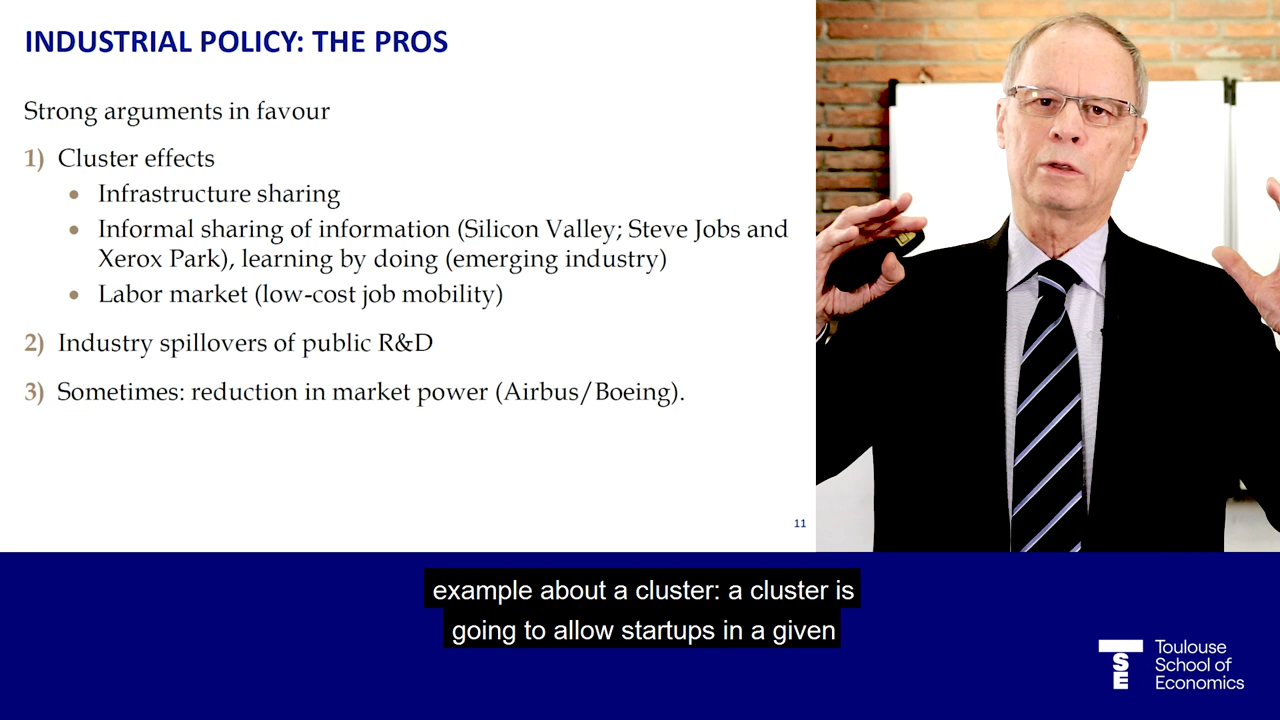 INDUSTRIAL POLICY: THE PROS
Strong arguments in favour
1) Cluster effects
• Infrastructure sharing
• Informal sharing of information (Silicon Valley; Steve Jobs and
Xerox Park), learning by doing (emerging industry)
• Labor market (low-cost job mobility)
2) Industry spillovers of public R&D
3) Sometimes: reduction in market power (Airbus/Boeing).
11
example about a cluster: a cluster is
going to allow startups in a given
TSE
Toulouse
School of
Economics